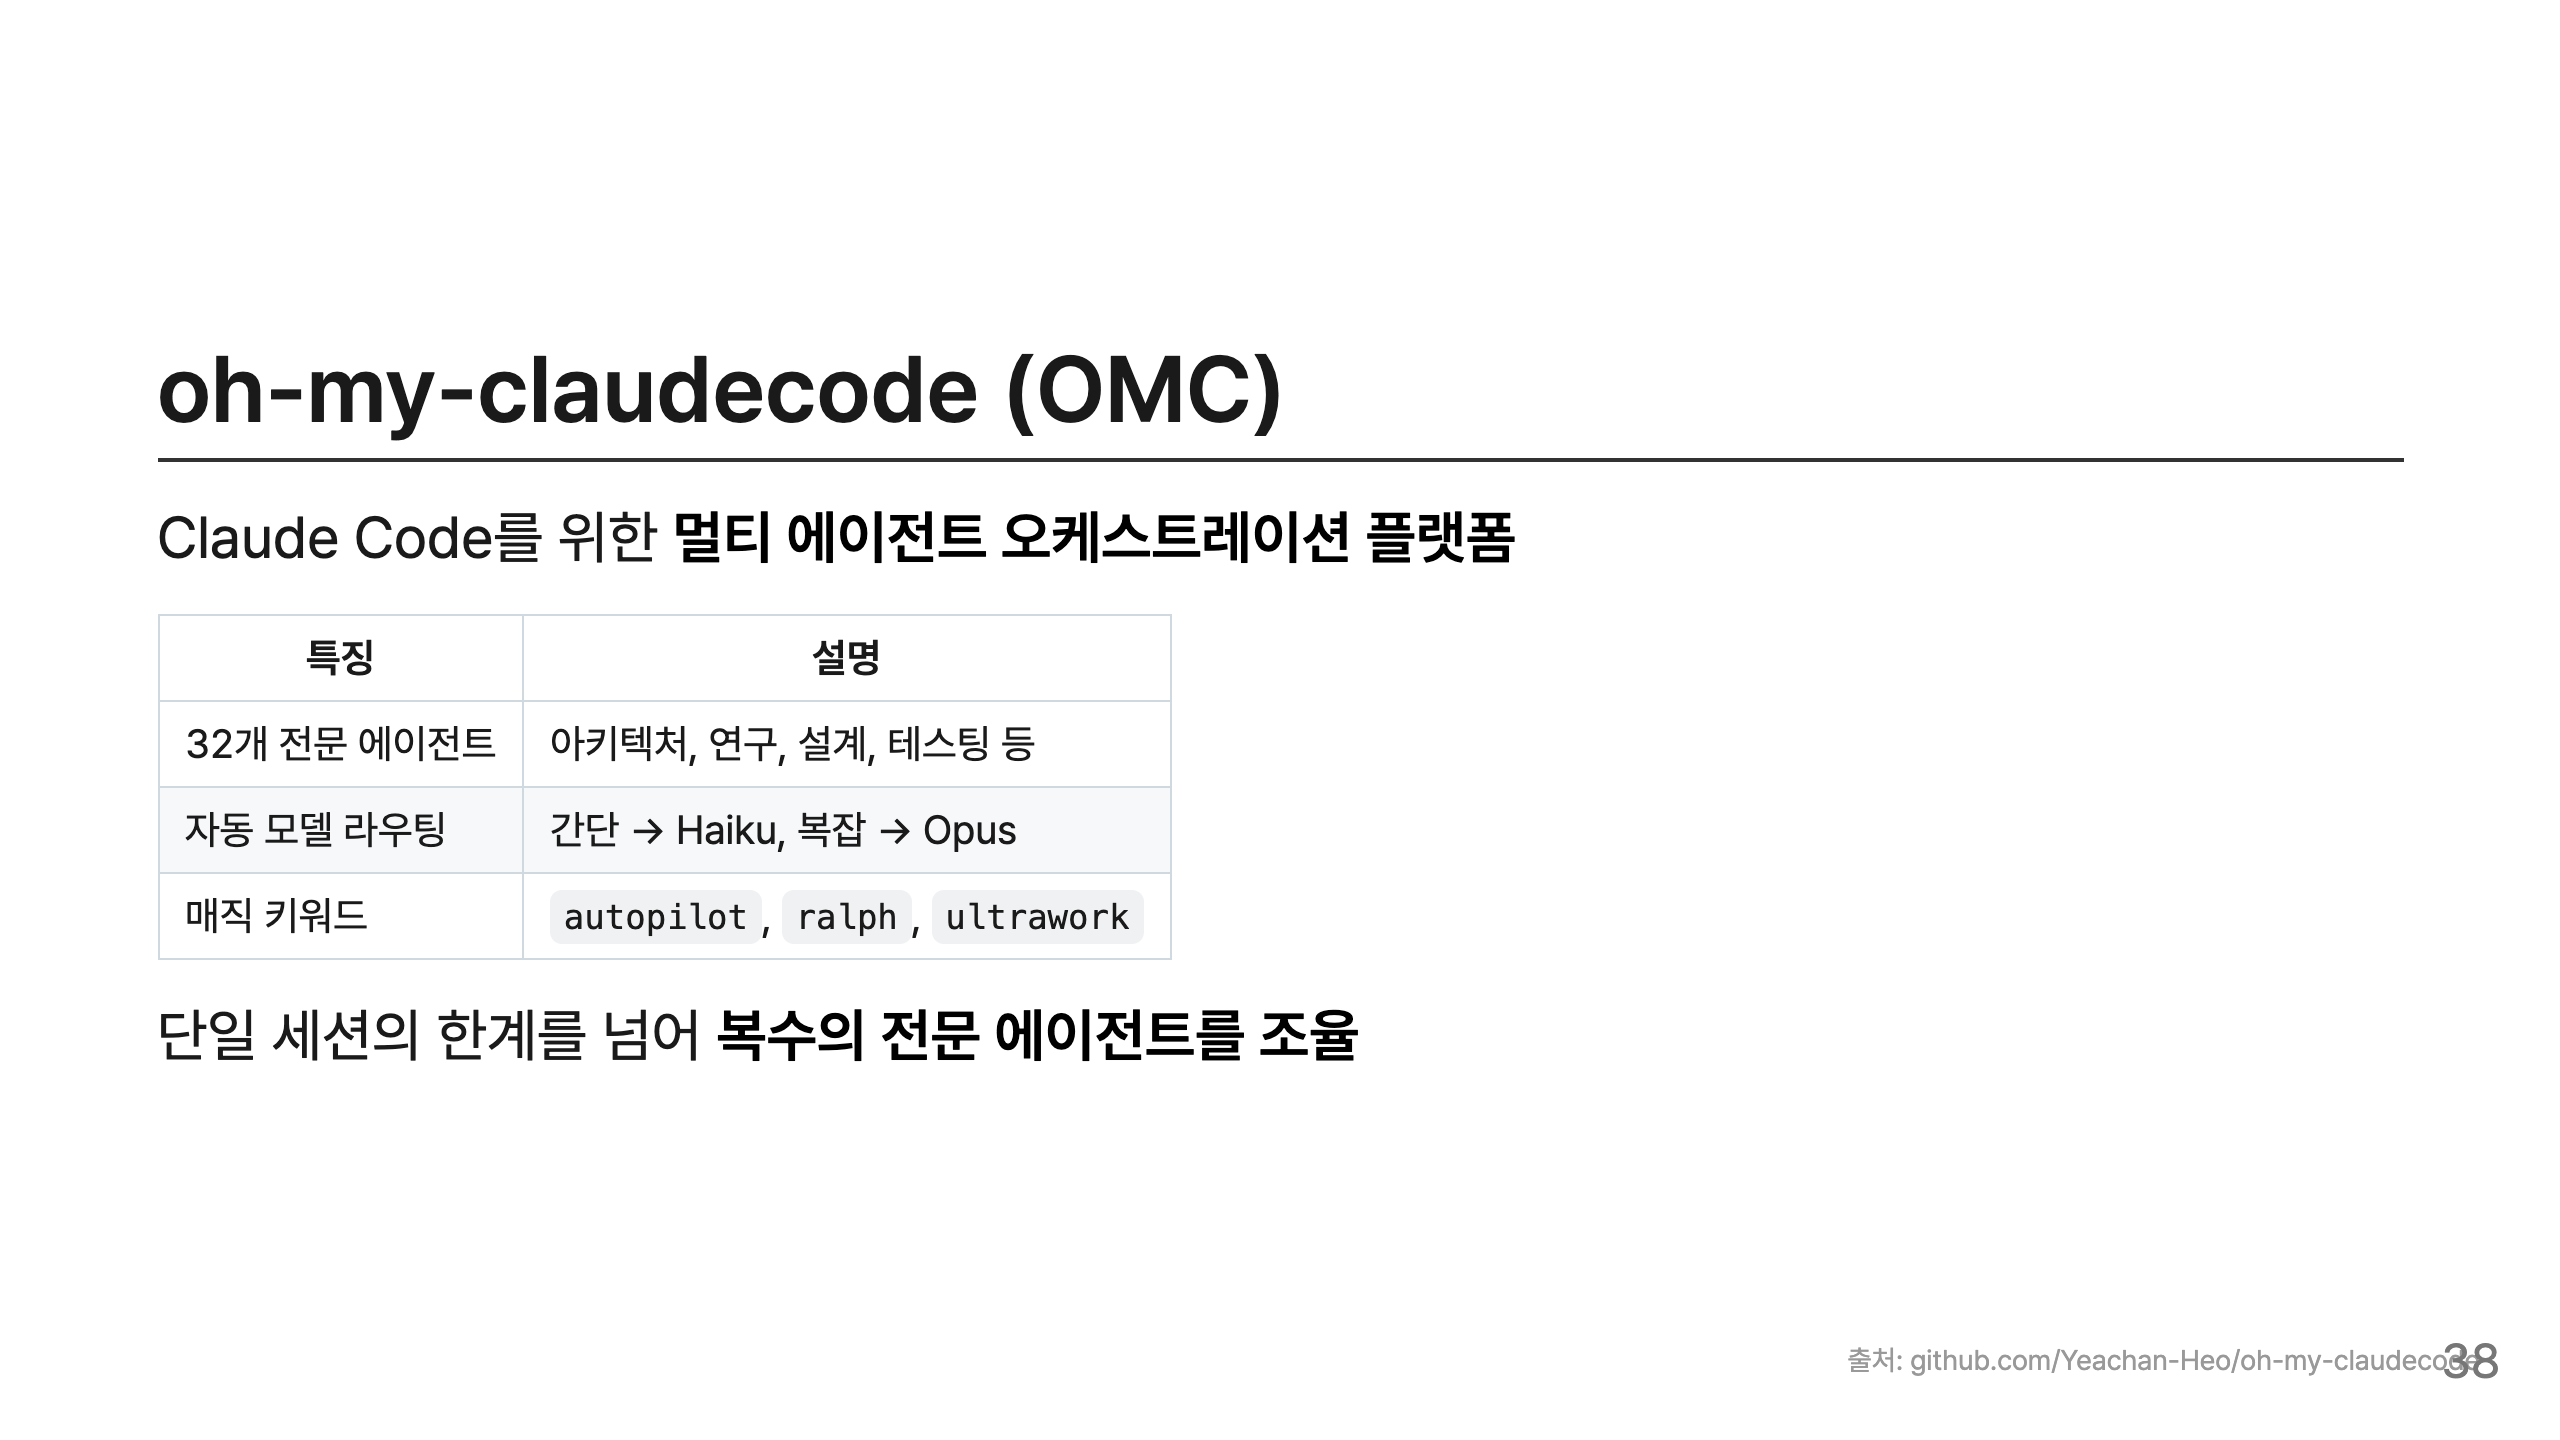 oh-my-claudecode (OMC)
Claude Code를 위한 멀티 에이전트 오케스트레이션 플랫폼
특징 설명
32개 전문 에이전트 아키텍처, 연구, 설계, 테스팅 등
자동 모델 라우팅 간단 → Haiku, 복잡 → Opus
매직 키워드 autopilot, ralph, ultrawork
단일 세션의 한계를 넘어 복수의 전문 에이전트를 조율
출처: github.com/Yeachan-Heo/oh-my-claudecode
38